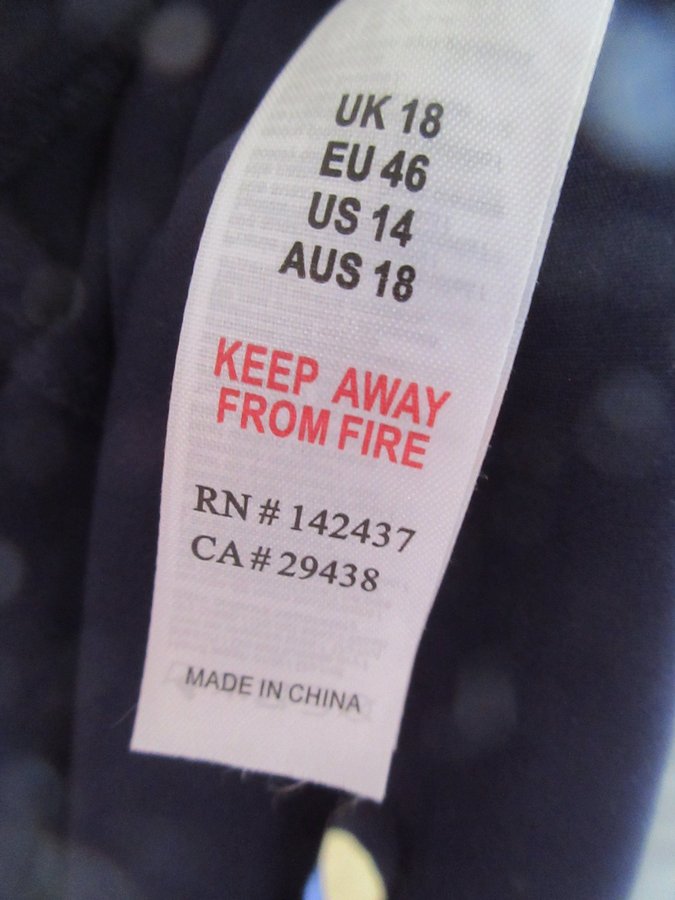 UK 18
EU 46
US 14
AUS 18
KEEP AWAY
FROM FIRE
RN # 142437
CA # 29438
MADE IN CHINA